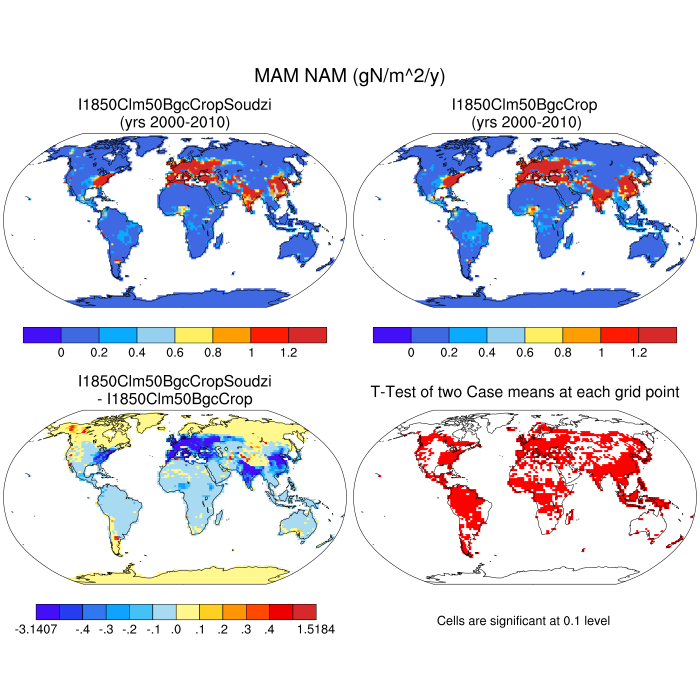 MAM NAM (gN/m^2/y)
I1850Clm50BgcCropSoudzi
(yrs 2000-2010)
I1850Clm50BgcCrop
(yrs 2000-2010)
0 0.2 0.4 0.6 0.8 1 1.2
0 0.2 0.4 0.6 0.8 1 1.2
I1850Clm50BgcCropSoudzi
- I1850Clm50BgcCrop
T-Test of two Case means at each grid point
-3.1407 -.4 -.3 -.2 -.1 .0 .1 .2 .3 .4 1.5184
Cells are significant at 0.1 level